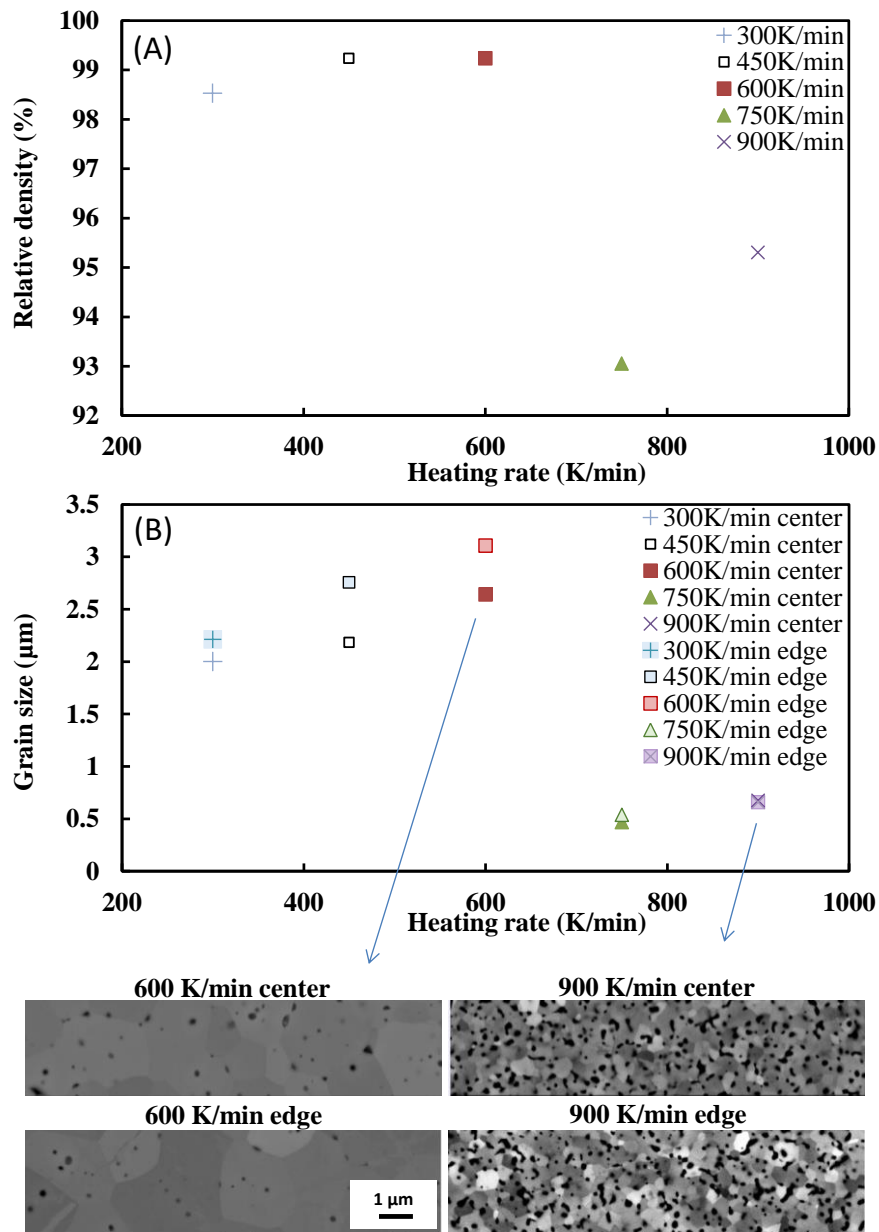 100
99
98
97
96
95
94
93
92
Relative density (%)
(A)
300K/min
450K/min
600K/min
750K/min
900K/min
200
400
600
800
1000
Heating rate (K/min)
3.5
3
2.5
2
1.5
1
0.5
0
Grain size (µm)
(B)
300K/min center
450K/min center
600K/min center
750K/min center
900K/min center
300K/min edge
450K/min edge
600K/min edge
750K/min edge
900K/min edge
200
400
600
800
1000
Heating rate (K/min)
600 K/min center
900 K/min center
600 K/min edge
900 K/min edge
1 µm